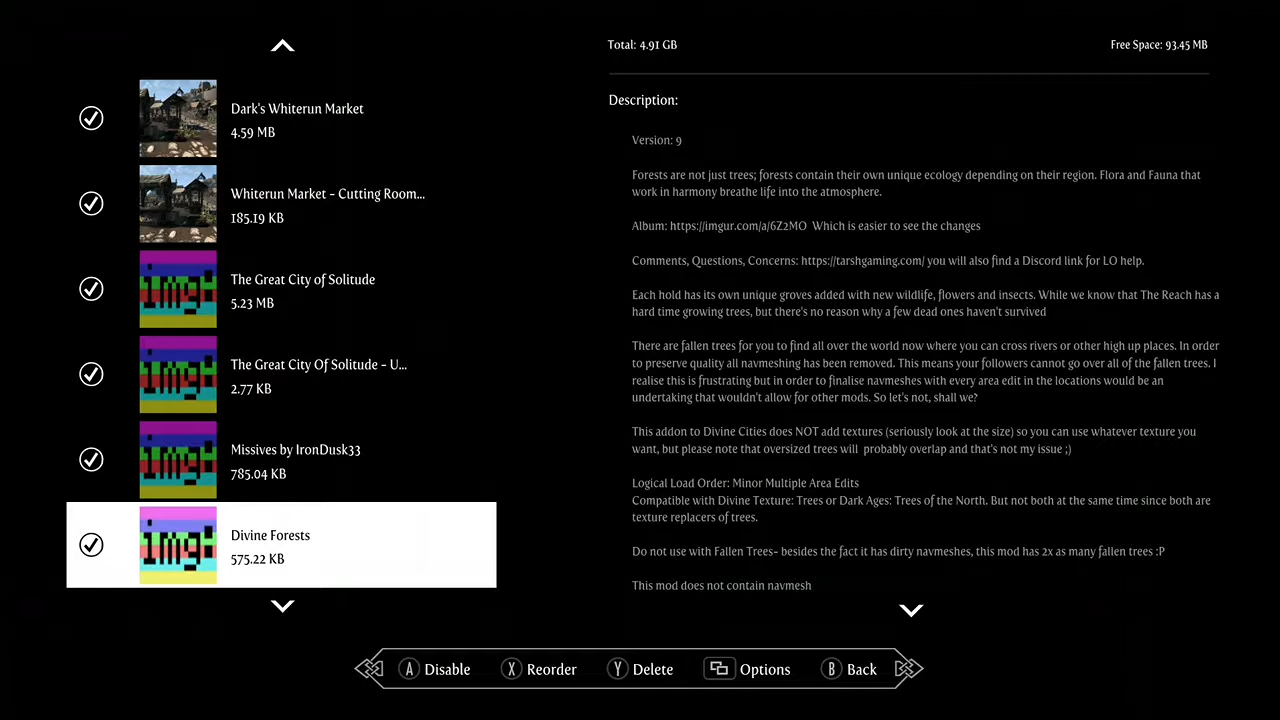 Total: 4.91 GB
Free Space: 93.45 MB
Dark's Whiterun Market
4.59 MB
Whiterun Market - Cutting Room...
185.19 KB
The Great City of Solitude
5.23 MB
The Great City Of Solitude - U...
2.77 KB
Missives by IronDusk33
785.04 KB
Divine Forests
575.22 KB
imgi
imgi
imgi
imgi
Description:
Version: 9
Forests are not just trees; forests contain their own unique ecology depending on their region. Flora and Fauna that
work in harmony breathe life into the atmosphere.
Album: https://imgur.com/a/6Z2MO  Which is easier to see the changes
Comments, Questions, Concerns: https://tarshgaming.com/ you will also find a Discord link for LO help.
Each hold has its own unique groves added with new wildlife, flowers and insects. While we know that The Reach has a
hard time growing trees, but there's no reason why a few dead ones haven't survived
There are fallen trees for you to find all over the world now where you can cross rivers or other high up places. In order
to preserve quality all navmeshing has been removed. This means your followers cannot go over all of the fallen trees. I
realise this is frustrating but in order to finalise navmeshes with every area edit in the locations would be an
undertaking that wouldn't allow for other mods. So let's not, shall we?
This addon to Divine Cities does NOT add textures (seriously look at the size) so you can use whatever texture you
want, but please note that oversized trees will  probably overlap and that's not my issue ;)
Logical Load Order: Minor Multiple Area Edits
Compatible with Divine Texture: Trees or Dark Ages: Trees of the North. But not both at the same time since both are
texture replacers of trees.
Do not use with Fallen Trees- besides the fact it has dirty navmeshes, this mod has 2x as many fallen trees :P
This mod does not contain navmesh
A Disable
X Reorder
Y Delete
Options
B Back